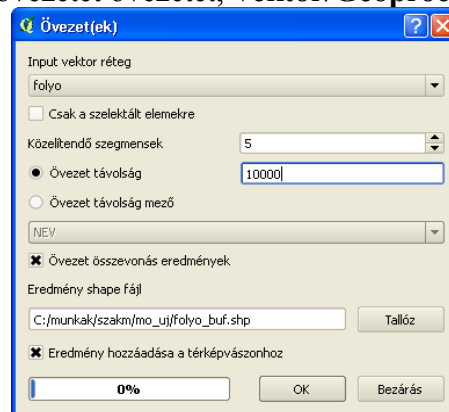 Övezet(ek)
Input vektor réteg
folyo
Csak a szelektált elemekre
Közelítendő szegmensek 5
Övezet távolság 10000
Övezet távolság mező
NEV
Övezet összevonás eredmények
Eredmény shape fájl
C:/munkak/szakm/mo_uj/folyo_buf.shp Tallóz
Eredmény hozzáadása a térképvászonhoz
0% OK Bezárás